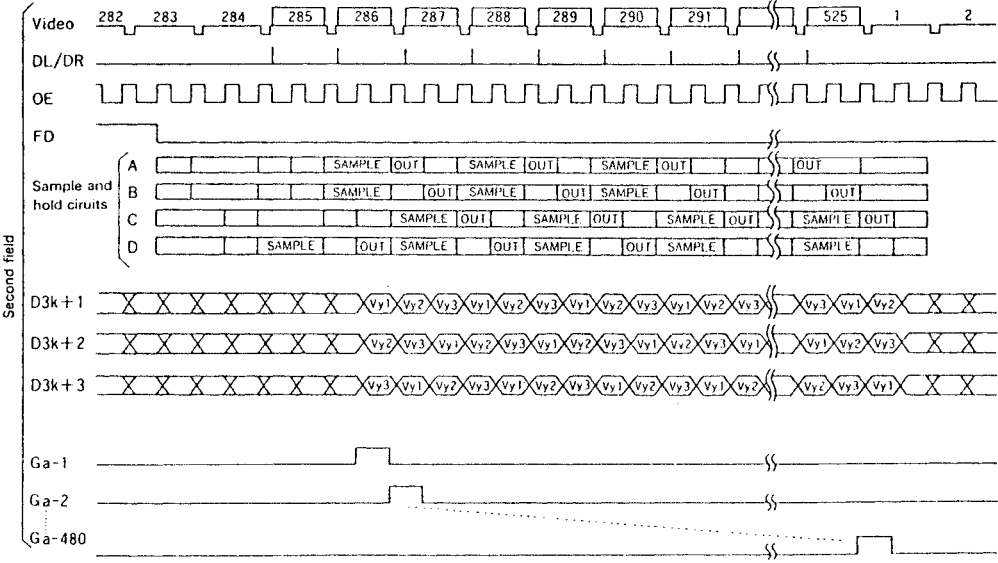 Second field
Video 282 283 284 285 286 287 288 289 290 291 525 1 2
DL/DR
OE
FD
Sample and
hold ciruits
A SAMPLE OUT SAMPLE OUT SAMPLE OUT OUT
B SAMPLE OUT SAMPLE OUT SAMPLE OUT OUT
C SAMPLE OUT SAMPLE OUT SAMPLE OUT SAMPLE OUT
D SAMPLE OUT SAMPLE OUT SAMPLE OUT SAMPLE SAMPLE
D3k+1 Vy1 Vy2 Vy3 Vy1 Vy2 Vy3 Vy1 Vy2 Vy3 Vy1 Vy2 Vy3 Vy3 Vy1 Vy2
D3k+2 Vy2 Vy3 Vy1 Vy2 Vy3 Vy1 Vy2 Vy3 Vy1 Vy2 Vy3 Vy1 Vy1 Vy2 Vy3
D3k+3 Vy3 Vy1 Vy2 Vy3 Vy1 Vy2 Vy3 Vy1 Vy2 Vy3 Vy1 Vy2 Vy2 Vy3 Vy1
Ga-1
Ga-2
Ga-480